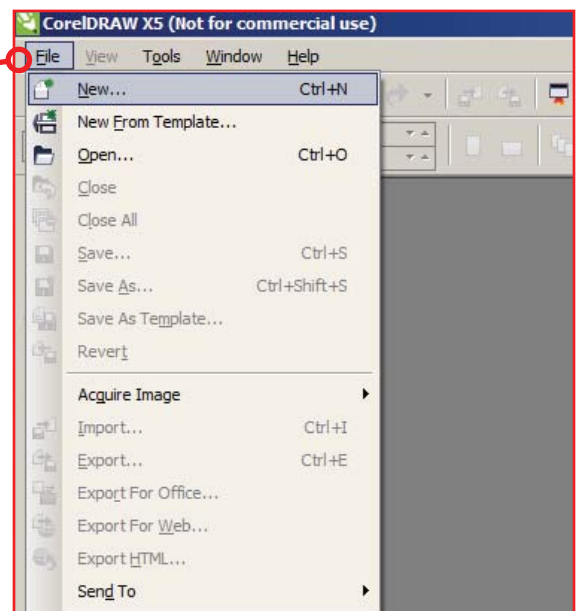 CorelDRAW X5 (Not for commercial use)
File View Tools Window Help
New... Ctrl+N
New From Template...
Open... Ctrl+O
Close
Close All
Save... Ctrl+S
Save As... Ctrl+Shift+S
Save As Template...
Revert
Acquire Image
Import... Ctrl+I
Export... Ctrl+E
Export For Office...
Export For Web...
Export HTML...
Send To